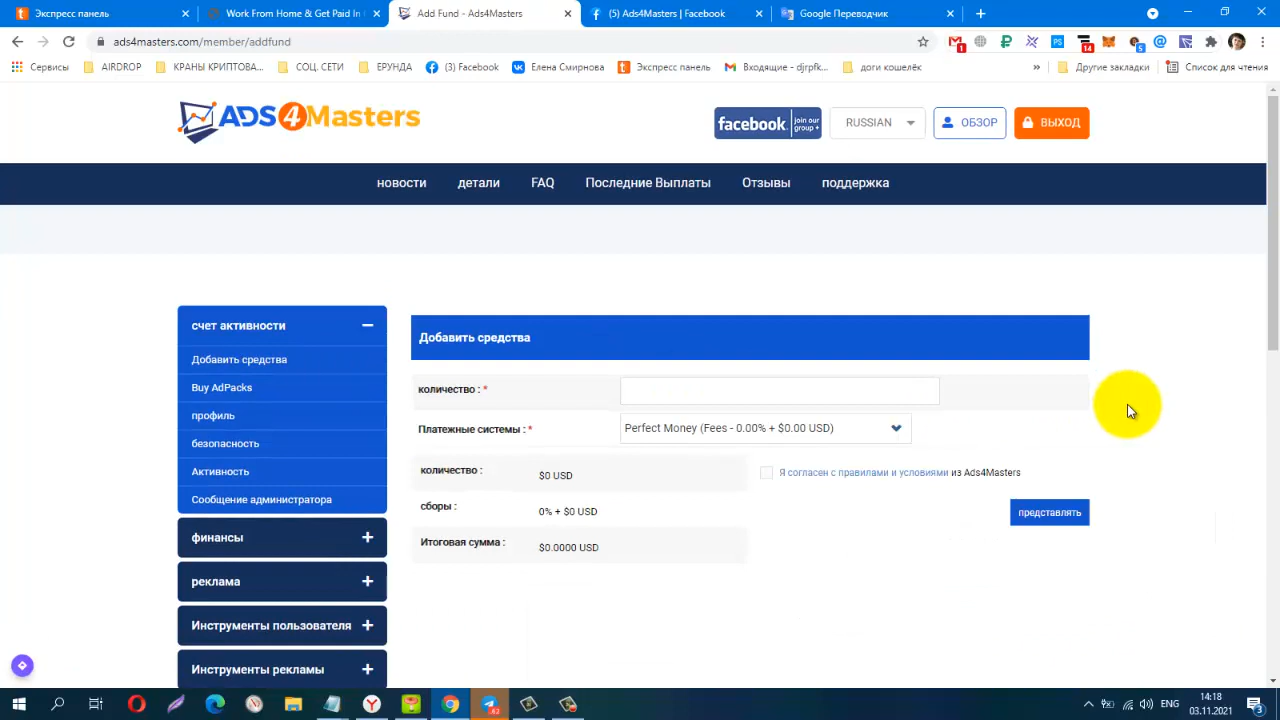 Экспресс панель
Work From Home & Get Paid In
Add Fund - Ads4Masters
(5) Ads4Masters | Facebook
Google Переводчик
ads4masters.com/member/addfund
1
14
5
Сервисы
AIRDROP
КРАНЫ КРИПТОВА...
СОЦ. СЕТИ
ЕРУНДА
(3) Facebook
Елена Смирнова
Экспресс панель
Входящие - djrpfk...
доги кошелёк
»
Другие закладки
Список для чтения
ADS4Masters
facebook. join our group+
RUSSIAN
ОБЗОР
ВЫХОД
новости
детали
FAQ
Последние Выплаты
Отзывы
поддержка
счет активности
Добавить средства
Buy AdPacks
профиль
безопасность
Активность
Сообщение администратора
финансы
реклама
Инструменты пользователя
Инструменты рекламы
Добавить средства
количество : *
Платежные системы : *
Perfect Money (Fees - 0.00% + $0.00 USD)
количество :
$0 USD
сборы :
0% + $0 USD
Итоговая сумма :
$0.0000 USD
Я согласен с правилами и условиями из Ads4Masters
представлять
ENG
14:18
03.11.2021
3